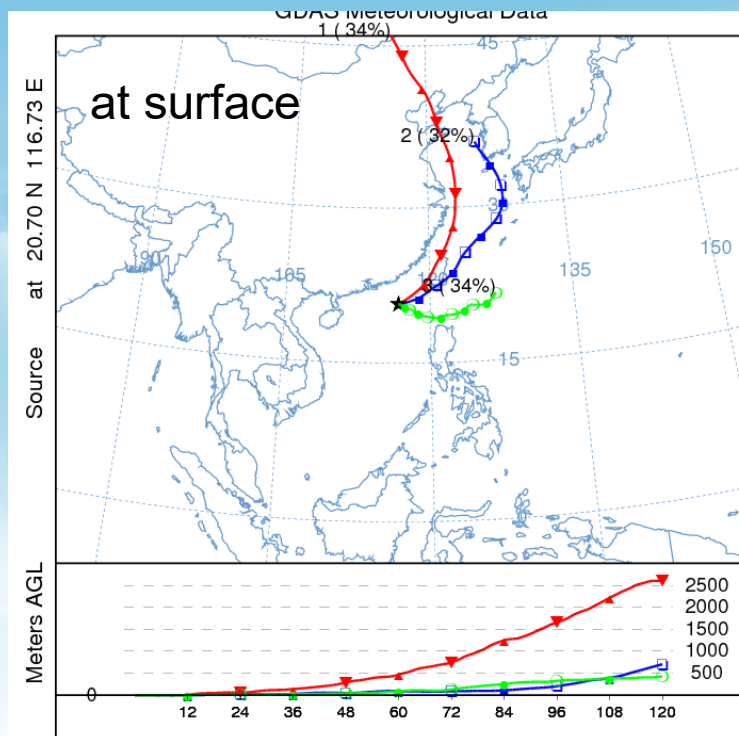 GDAS Meteorological Data
1 ( 34%)
45
at surface
2 ( 32%)
150
90
105
135
3 ( 34%)
15
Source at 20.70 N 116.73 E
Meters AGL
2500
2000
1500
1000
500
0
12 24 36 48 60 72 84 96 108 120